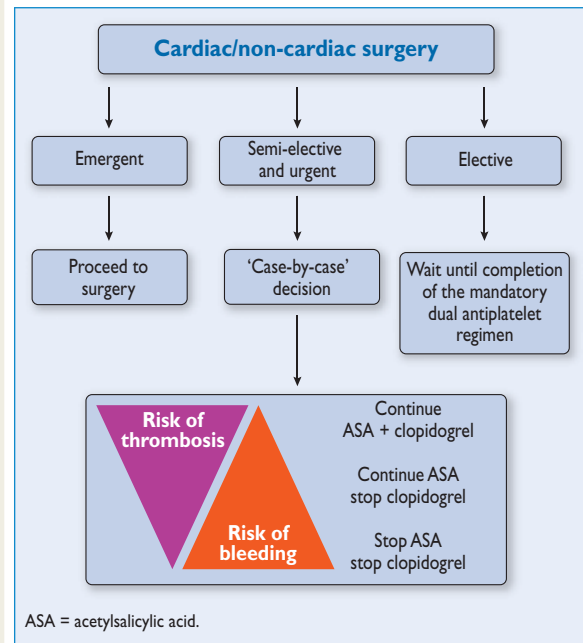 Cardiac/non-cardiac surgery
Emergent
Semi-elective
and urgent
Elective
Proceed to
surgery
‘Case-by-case’
decision
Wait until completion
of the mandatory
dual antiplatelet
regimen
Risk of
thrombosis
Risk of
bleeding
Continue
ASA + clopidogrel
Continue ASA
stop clopidogrel
Stop ASA
stop clopidogrel
ASA = acetylsalicylic acid.